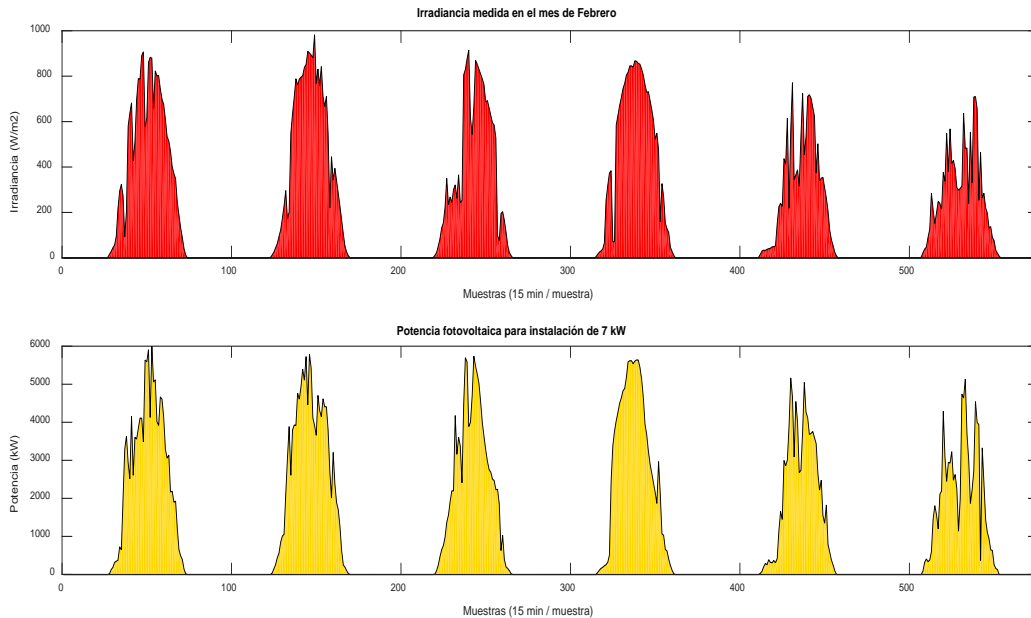 Irradiancia medida en el mes de Febrero
1000
800
600
400
200
0
Irradiancia (W/m2)
0 100 200 300 400 500
Muestras (15 min / muestra)
Potencia fotovoltaica para instalación de 7 kW
6000
5000
4000
3000
2000
1000
0
Potencia (kW)
0 100 200 300 400 500
Muestras (15 min / muestra)